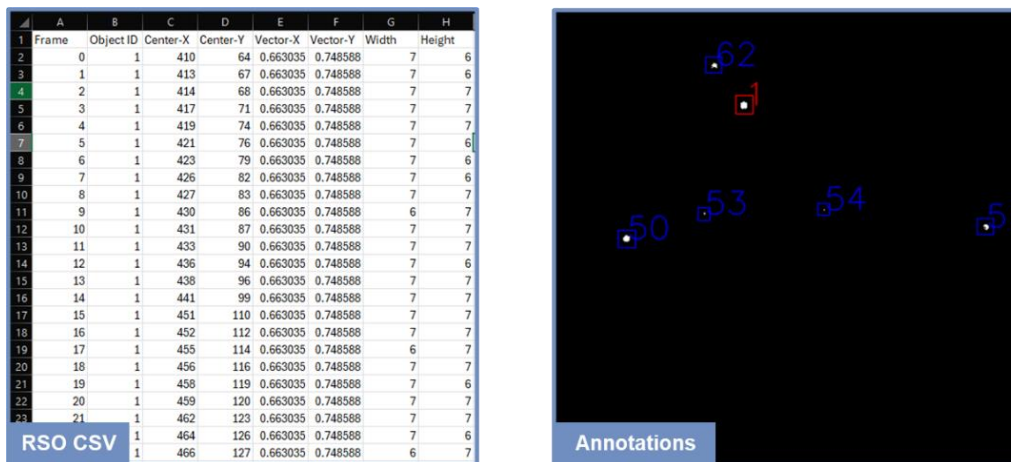 A B C D E F G H
1 Frame Object ID Center-X Center-Y Vector-X Vector-Y Width Height
2 0 1 410 64 0.663035 0.748588 7 6
3 1 1 413 67 0.663035 0.748588 7 6
4 2 1 414 68 0.663035 0.748588 7 7
5 3 1 417 71 0.663035 0.748588 7 7
6 4 1 419 74 0.663035 0.748588 7 7
7 5 1 421 76 0.663035 0.748588 7 6
8 6 1 423 79 0.663035 0.748588 7 6
9 7 1 426 82 0.663035 0.748588 7 6
10 8 1 427 83 0.663035 0.748588 7 7
11 9 1 430 86 0.663035 0.748588 6 7
12 10 1 431 87 0.663035 0.748588 7 7
13 11 1 433 90 0.663035 0.748588 7 7
14 12 1 436 94 0.663035 0.748588 7 6
15 13 1 438 96 0.663035 0.748588 7 7
16 14 1 441 99 0.663035 0.748588 7 7
17 15 1 451 110 0.663035 0.748588 7 7
18 16 1 452 112 0.663035 0.748588 7 7
19 17 1 455 114 0.663035 0.748588 6 7
20 18 1 456 116 0.663035 0.748588 7 7
21 19 1 458 119 0.663035 0.748588 7 6
22 20 1 459 120 0.663035 0.748588 7 7
23 21 1 462 123 0.663035 0.748588 7 7
1 464 126 0.663035 0.748588 7 6
1 466 127 0.663035 0.748588 6 7
RSO CSV
62
1
53
54
50
5
Annotations